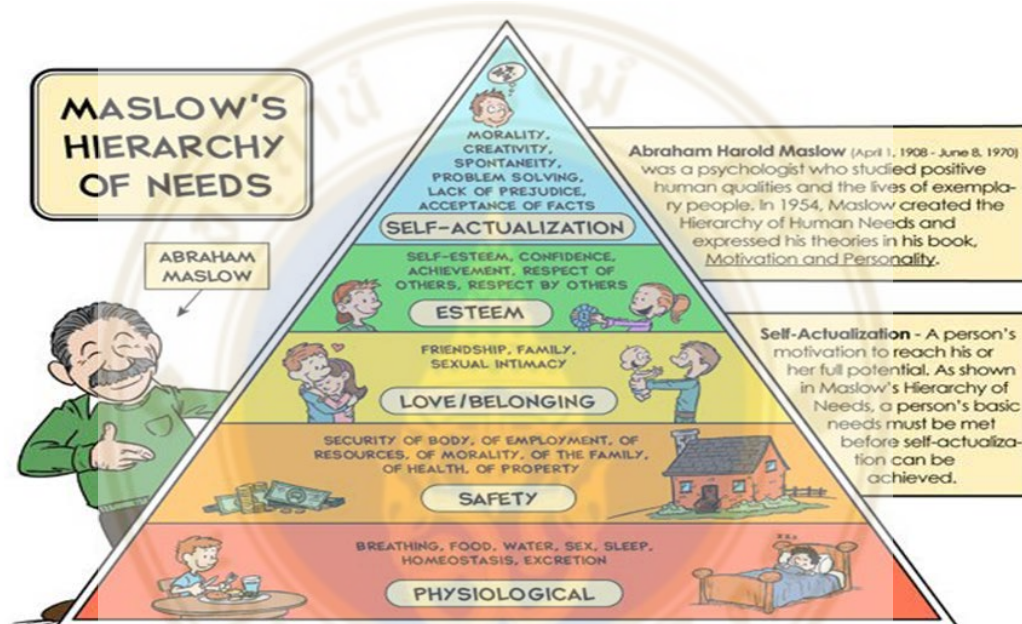 MASLOW'S
HIERARCHY
OF NEEDS
ABRAHAM
MASLOW
MORALITY,
CREATIVITY,
SPONTANEITY,
PROBLEM SOLVING,
LACK OF PREJUDICE,
ACCEPTANCE OF FACTS
SELF-ACTUALIZATION
SELF-ESTEEM, CONFIDENCE,
ACHIEVEMENT, RESPECT OF
OTHERS, RESPECT BY OTHERS
ESTEEM
FRIENDSHIP, FAMILY,
SEXUAL INTIMACY
LOVE/BELONGING
SECURITY OF BODY, OF EMPLOYMENT, OF
RESOURCES, OF MORALITY, OF THE FAMILY,
OF HEALTH, OF PROPERTY
SAFETY
BREATHING, FOOD, WATER, SEX, SLEEP,
HOMEOSTASIS, EXCRETION
PHYSIOLOGICAL
Abraham Harold Maslow (April 1, 1908 - June 8, 1970)
was a psychologist who studied positive
human qualities and the lives of exempla-
ry people. In 1954, Maslow created the
Hierarchy of Human Needs and
expressed his theories in his book,
Motivation and Personality.
Self-Actualization - A person's
motivation to reach his or
her full potential. As shown
in Maslow's Hierarchy of
Needs, a person's basic
needs must be met
before self-actualiza-
tion can be
achieved.